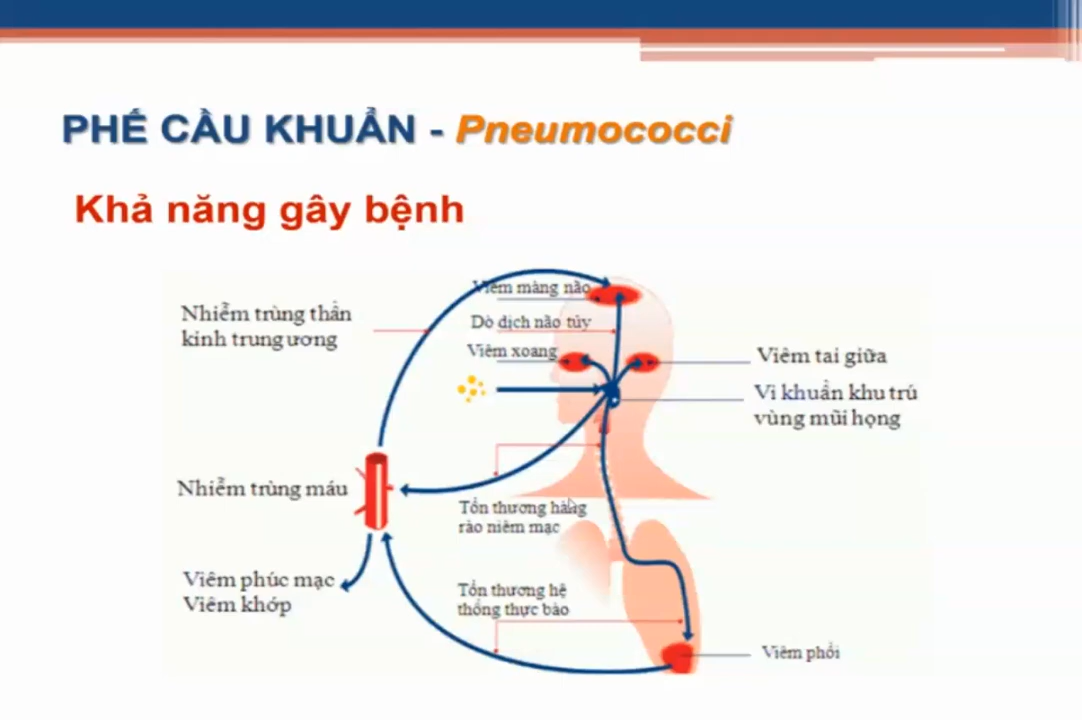 PHẾ CẦU KHUẨN - Pneumococci
Khả năng gây bệnh
Viêm màng não
Nhiễm trùng thần
kinh trung ương
Dò dịch não tủy
Viêm xoang
Viêm tai giữa
Vi khuẩn khu trú
vùng mũi họng
Nhiễm trùng máu
Tổn thương hàng
rào niêm mạc
Viêm phúc mạc
Viêm khớp
Tổn thương hệ
thống thực bào
Viêm phổi